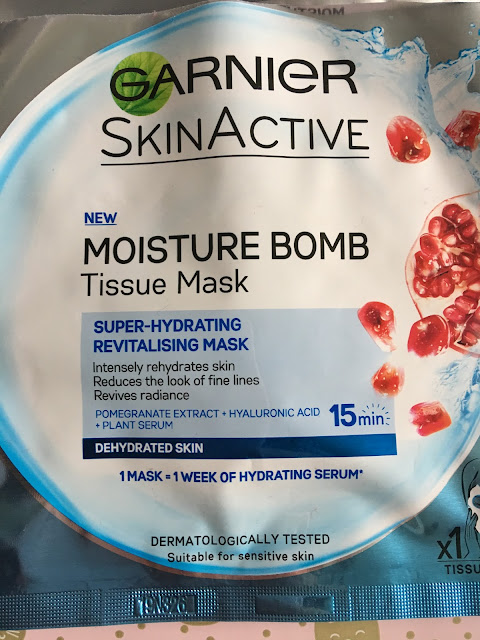 GARNIER
SKINACTIVE
NEW
MOISTURE BOMB
Tissue Mask
SUPER-HYDRATING
REVITALISING MASK
Intensely rehydrates skin
Reduces the look of fine lines
Revives radiance
POMEGRANATE EXTRACT + HYALURONIC ACID
+ PLANT SERUM
15min
DEHYDRATED SKIN
1 MASK = 1 WEEK OF HYDRATING SERUM*
DERMATOLOGICALLY TESTED
Suitable for sensitive skin
x1
TISSU